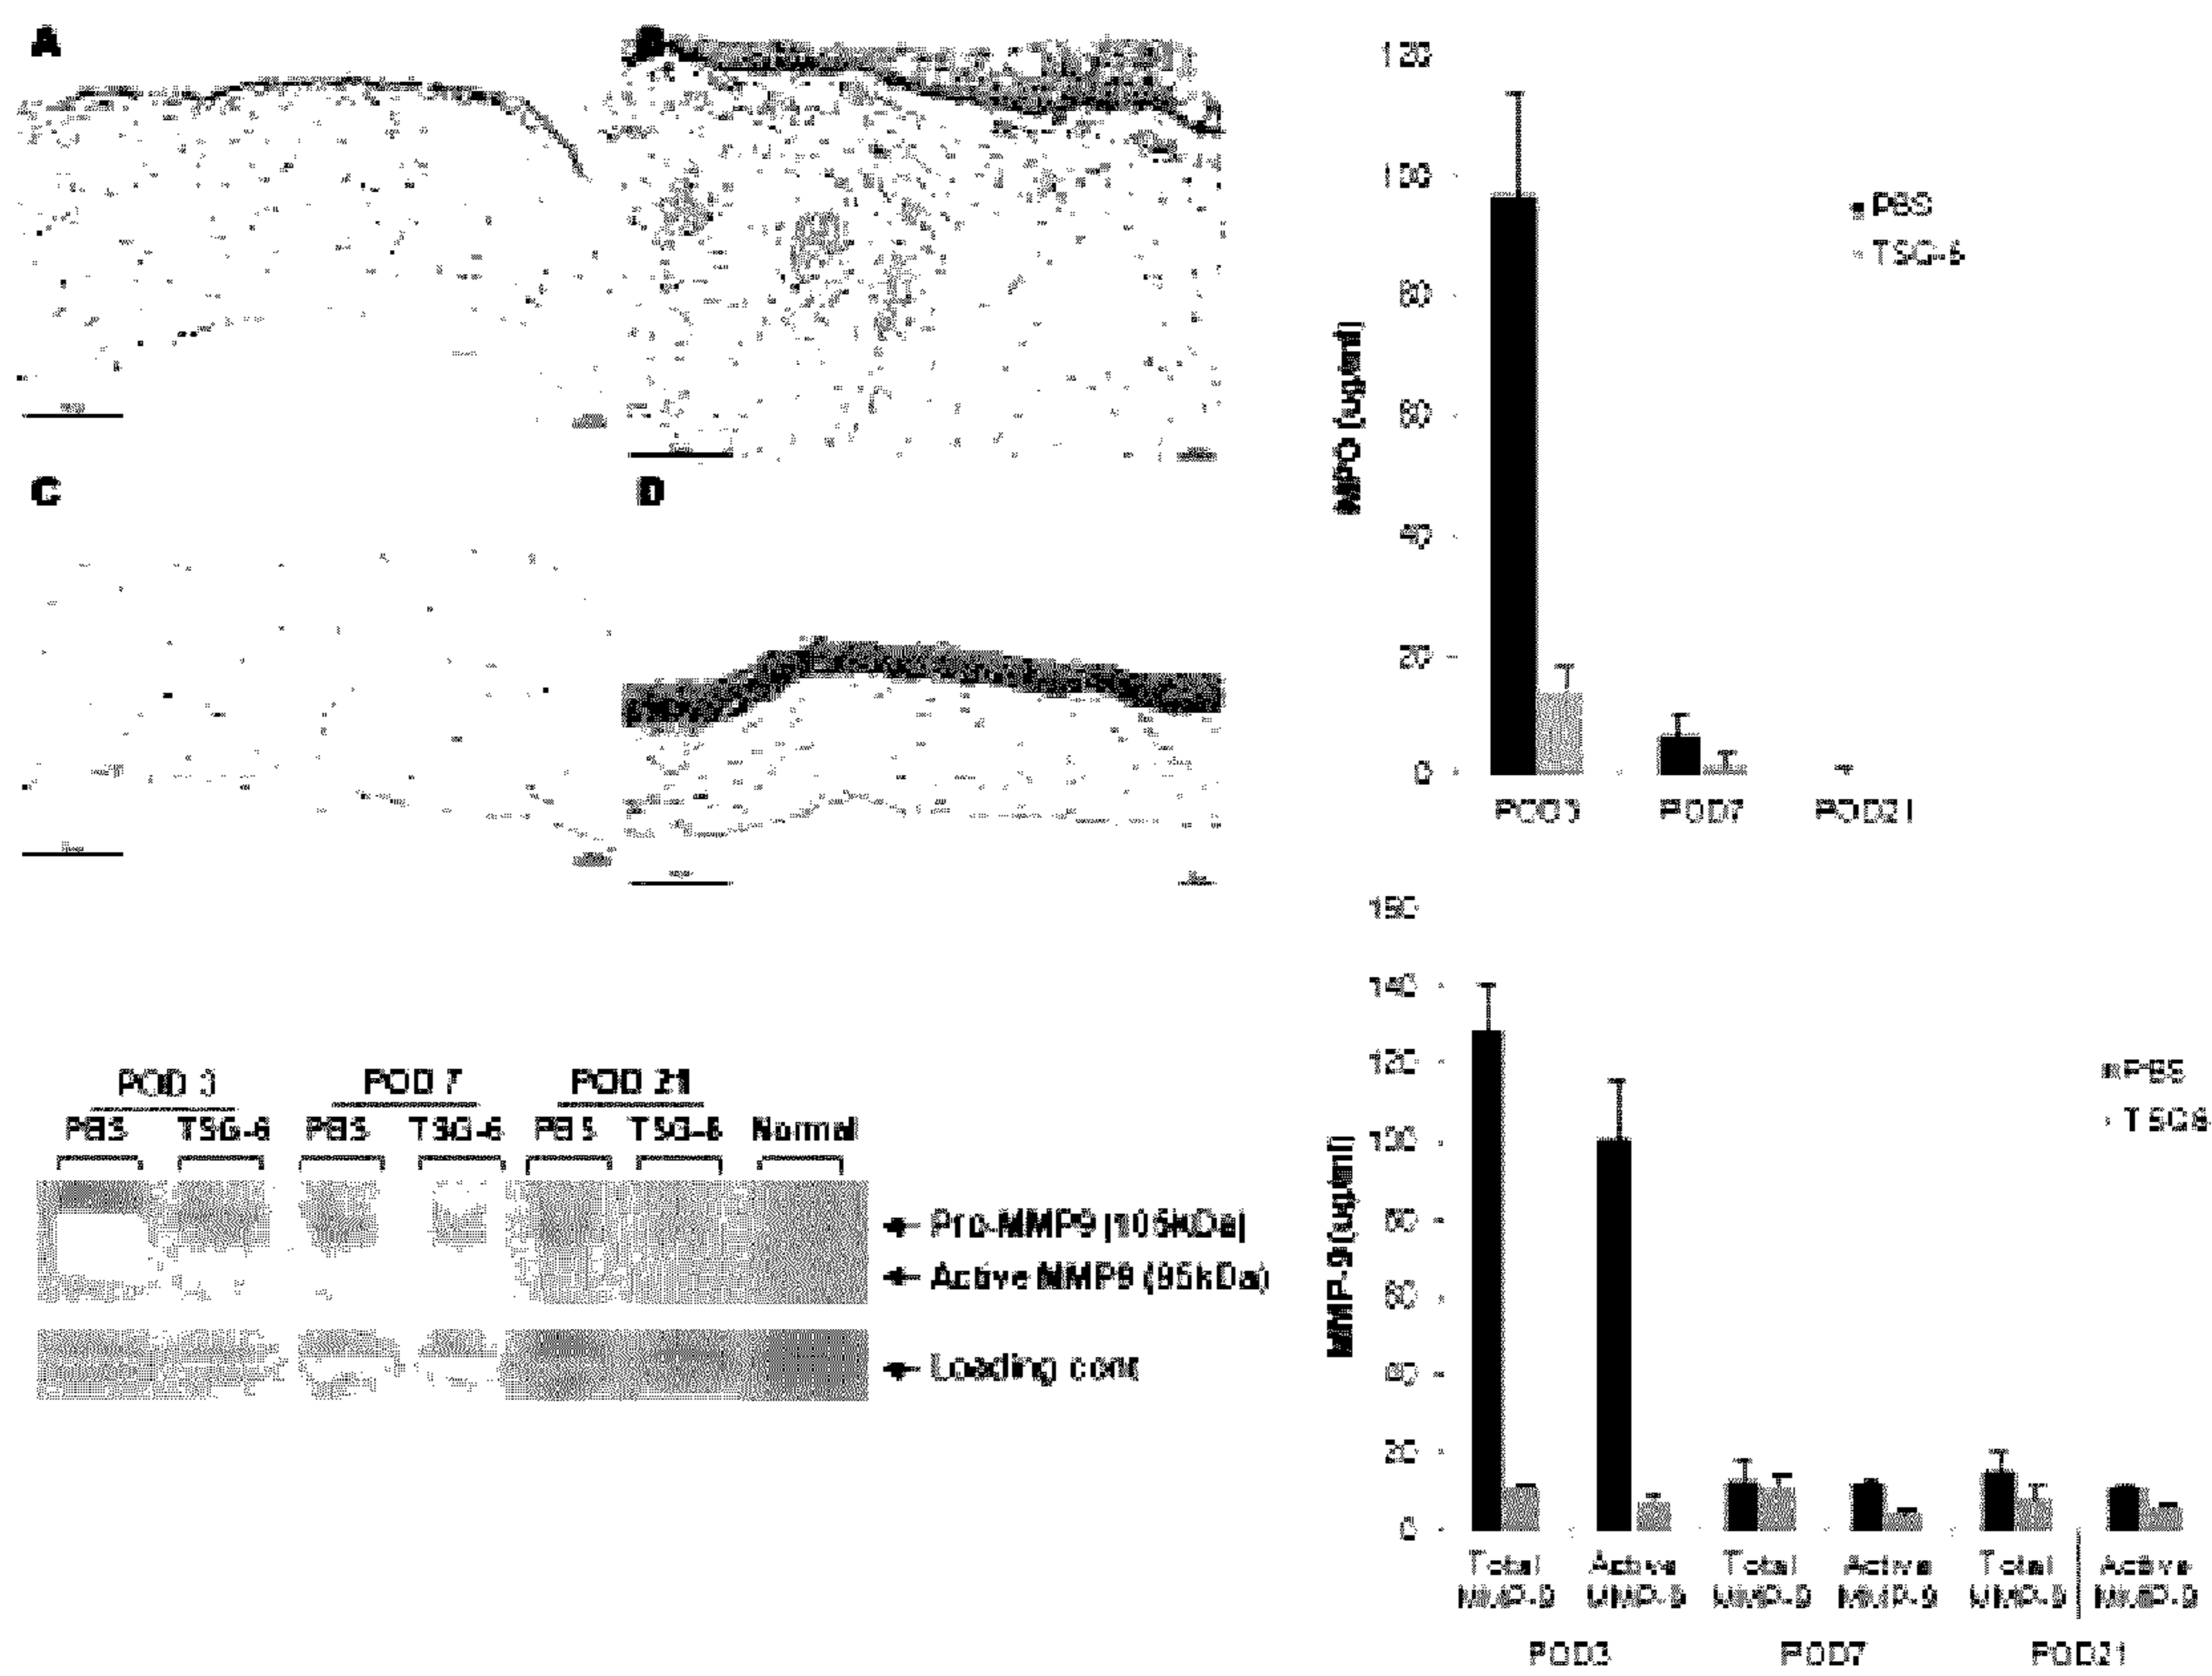 A
B
C
D
120
100
80
60
40
20
0
MPO (ug/ml)
PBS
TSG-6
POD3
POD7
POD21
POD 3
POD 7
POD 21
PBS
TSG-6
PBS
TSG-6
PBS
TSG-6
Normal
Pro-MMP9 (105kDa)
Active MMP9 (95kDa)
Loading cont
160
140
120
100
80
60
40
20
0
MMP-9 (ug/ml)
PBS
TSG6
Total Active Total Active Total Active
MMP-9 MMP-9 MMP-9 MMP-9 MMP-9 MMP-9
POD3 POD7 POD21